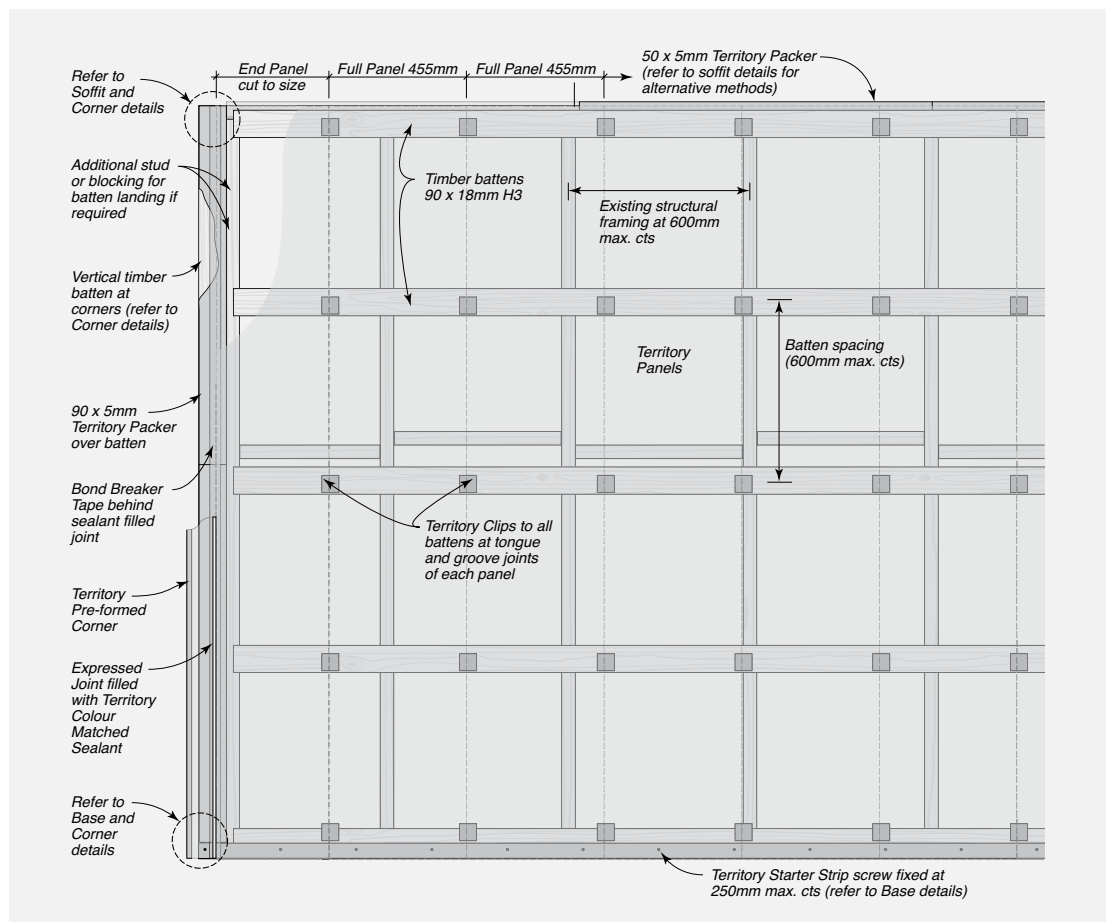 Refer to
Soffit and
Corner details
End Panel
cut to size
Full Panel 455mm
Full Panel 455mm
50 x 5mm Territory Packer
(refer to soffit details for
alternative methods)
Additional stud
or blocking for
batten landing if
required
Timber battens
90 x 18mm H3
Existing structural
framing at 600mm
max. cts
Vertical timber
batten at
corners (refer to
Corner details)
Territory
Panels
Batten spacing
(600mm max. cts)
90 x 5mm
Territory Packer
over batten
Bond Breaker
Tape behind
sealant filled
joint
Territory Clips to all
battens at tongue
and groove joints
of each panel
Territory
Pre-formed
Corner
Expressed
Joint filled
with Territory
Colour
Matched
Sealant
Refer to
Base and
Corner
details
Territory Starter Strip screw fixed at
250mm max. cts (refer to Base details)